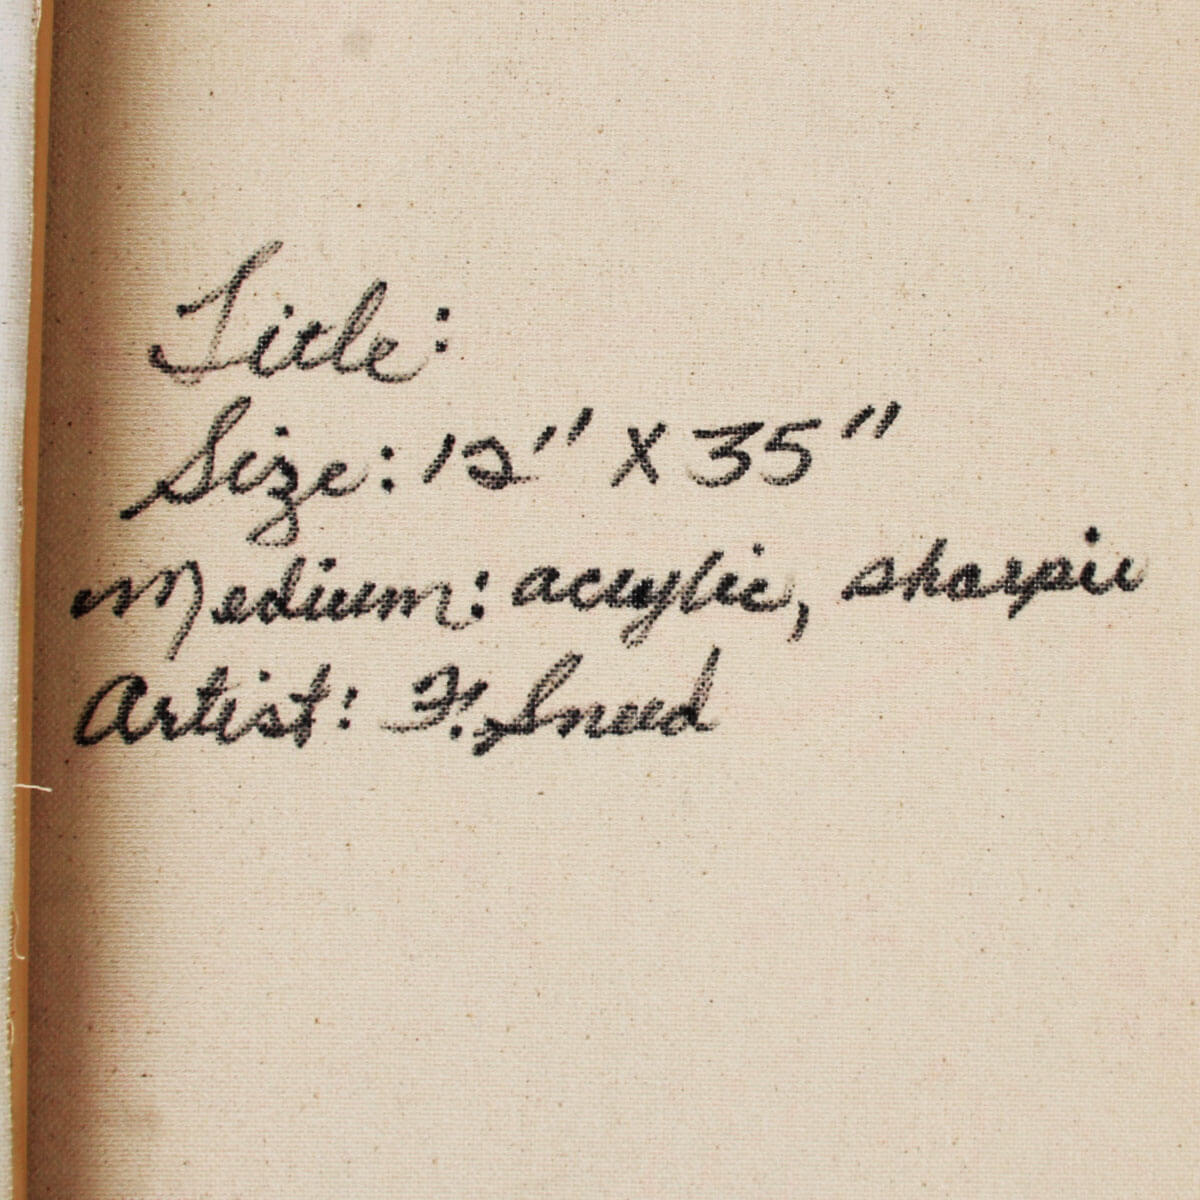 Title:
Size: 12" X 35"
Medium: acrylic, sharpie
Artist: F. Sneed